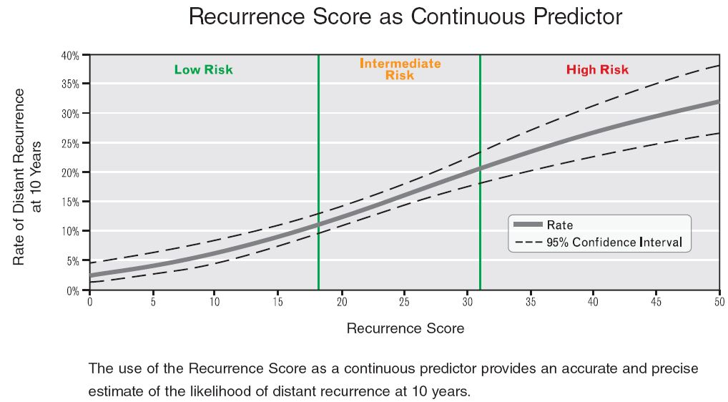 Recurrence Score as Continuous Predictor
40%
35%
30%
25%
20%
15%
10%
5%
0%
Rate of Distant Recurrence
at 10 Years
Low Risk
Intermediate
Risk
High Risk
Rate
95% Confidence Interval
0 5 10 15 20 25 30 35 40 45 50
Recurrence Score
The use of the Recurrence Score as a continuous predictor provides an accurate and precise
estimate of the likelihood of distant recurrence at 10 years.